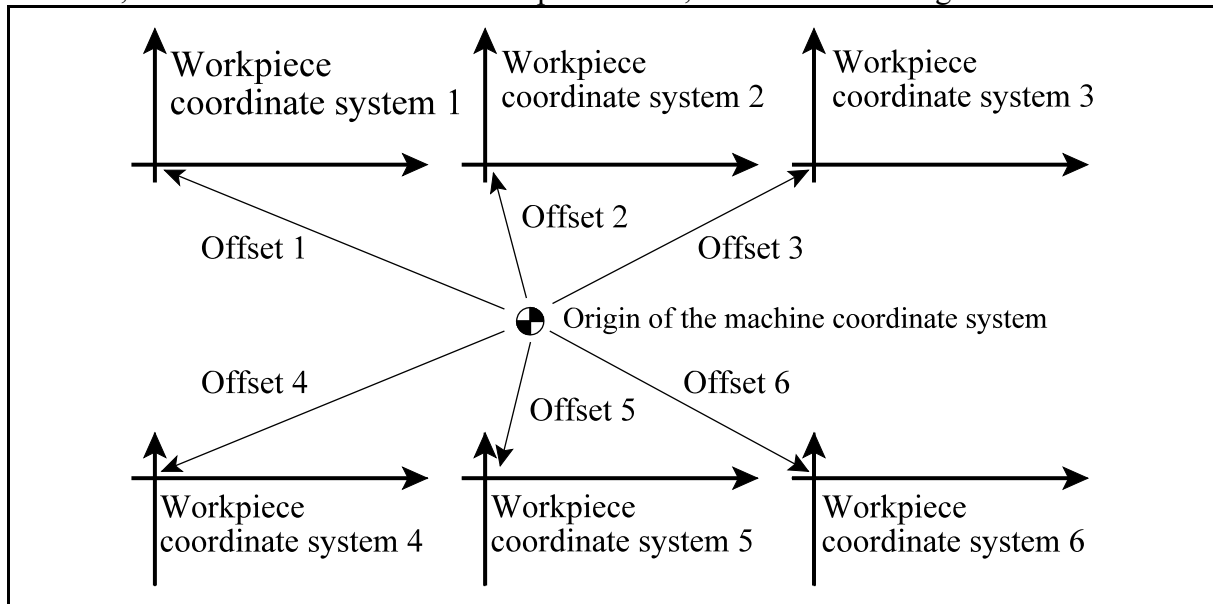 Workpiece
coordinate system 1
Workpiece
coordinate system 2
Workpiece
coordinate system 3
Offset 1
Offset 2
Offset 3
Origin of the machine coordinate system
Offset 4
Offset 5
Offset 6
Workpiece
coordinate system 4
Workpiece
coordinate system 5
Workpiece
coordinate system 6